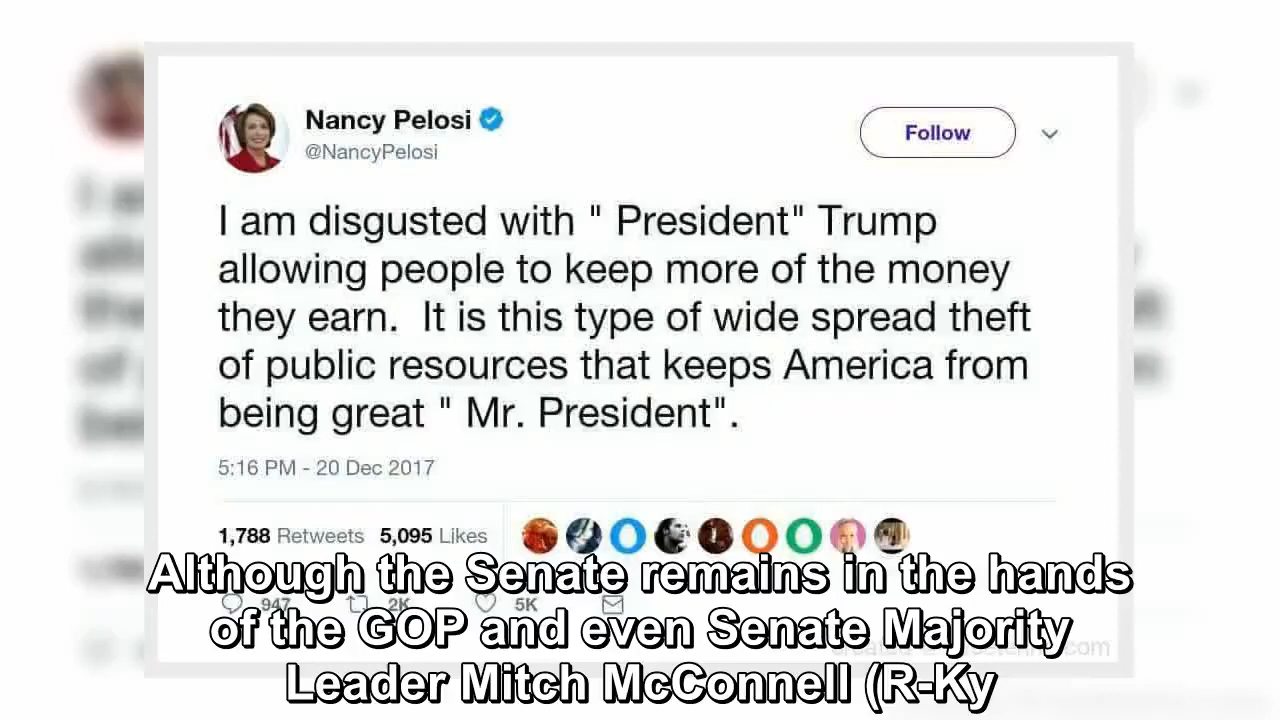 Nancy Pelosi
@NancyPelosi
Follow
I am disgusted with " President" Trump
allowing people to keep more of the money
they earn.  It is this type of wide spread theft
of public resources that keeps America from
being great " Mr. President".
5:16 PM - 20 Dec 2017
1,788 Retweets 5,095 Likes
947 2K 5K
Although the Senate remains in the hands
of the GOP and even Senate Majority
Leader Mitch McConnell (R-Ky